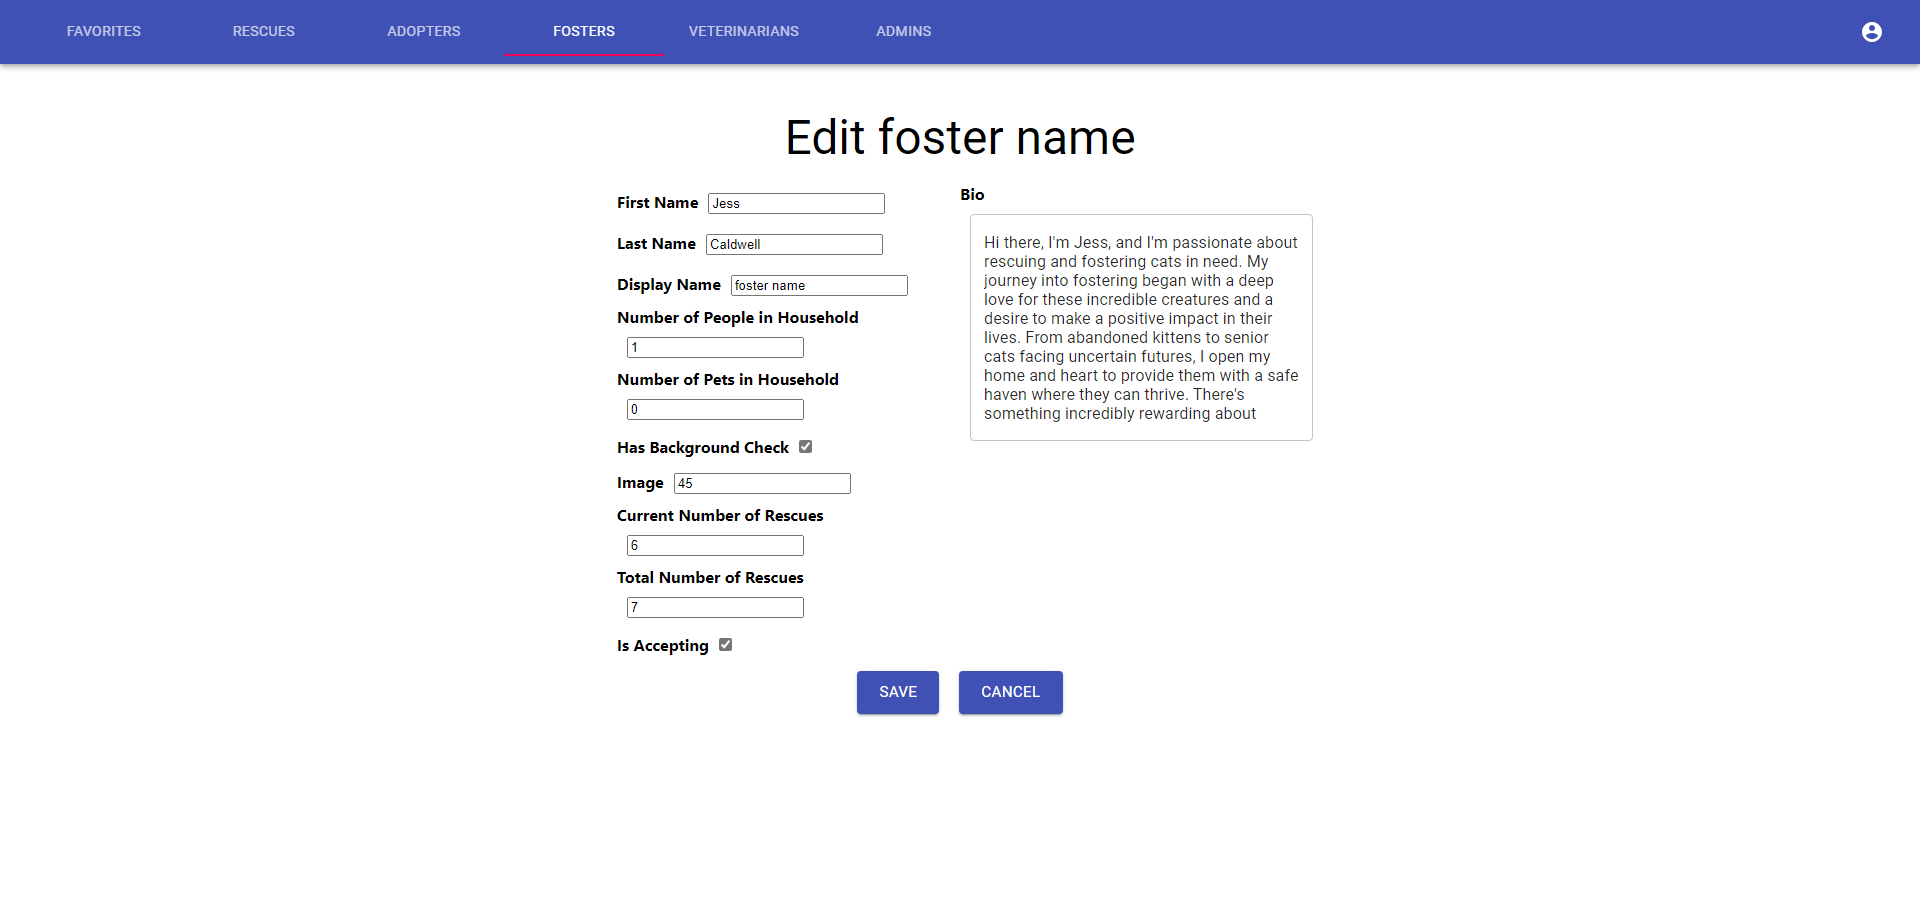 FAVORITES RESCUES ADOPTERS FOSTERS VETERINARIANS ADMINS
Edit foster name
First Name Jess
Last Name Caldwell
Display Name foster name
Number of People in Household
1
Number of Pets in Household
0
Has Background Check
Image 45
Current Number of Rescues
6
Total Number of Rescues
7
Is Accepting
Bio
Hi there, I'm Jess, and I'm passionate about
rescuing and fostering cats in need. My
journey into fostering began with a deep
love for these incredible creatures and a
desire to make a positive impact in their
lives. From abandoned kittens to senior
cats facing uncertain futures, I open my
home and heart to provide them with a safe
haven where they can thrive. There's
something incredibly rewarding about
SAVE CANCEL